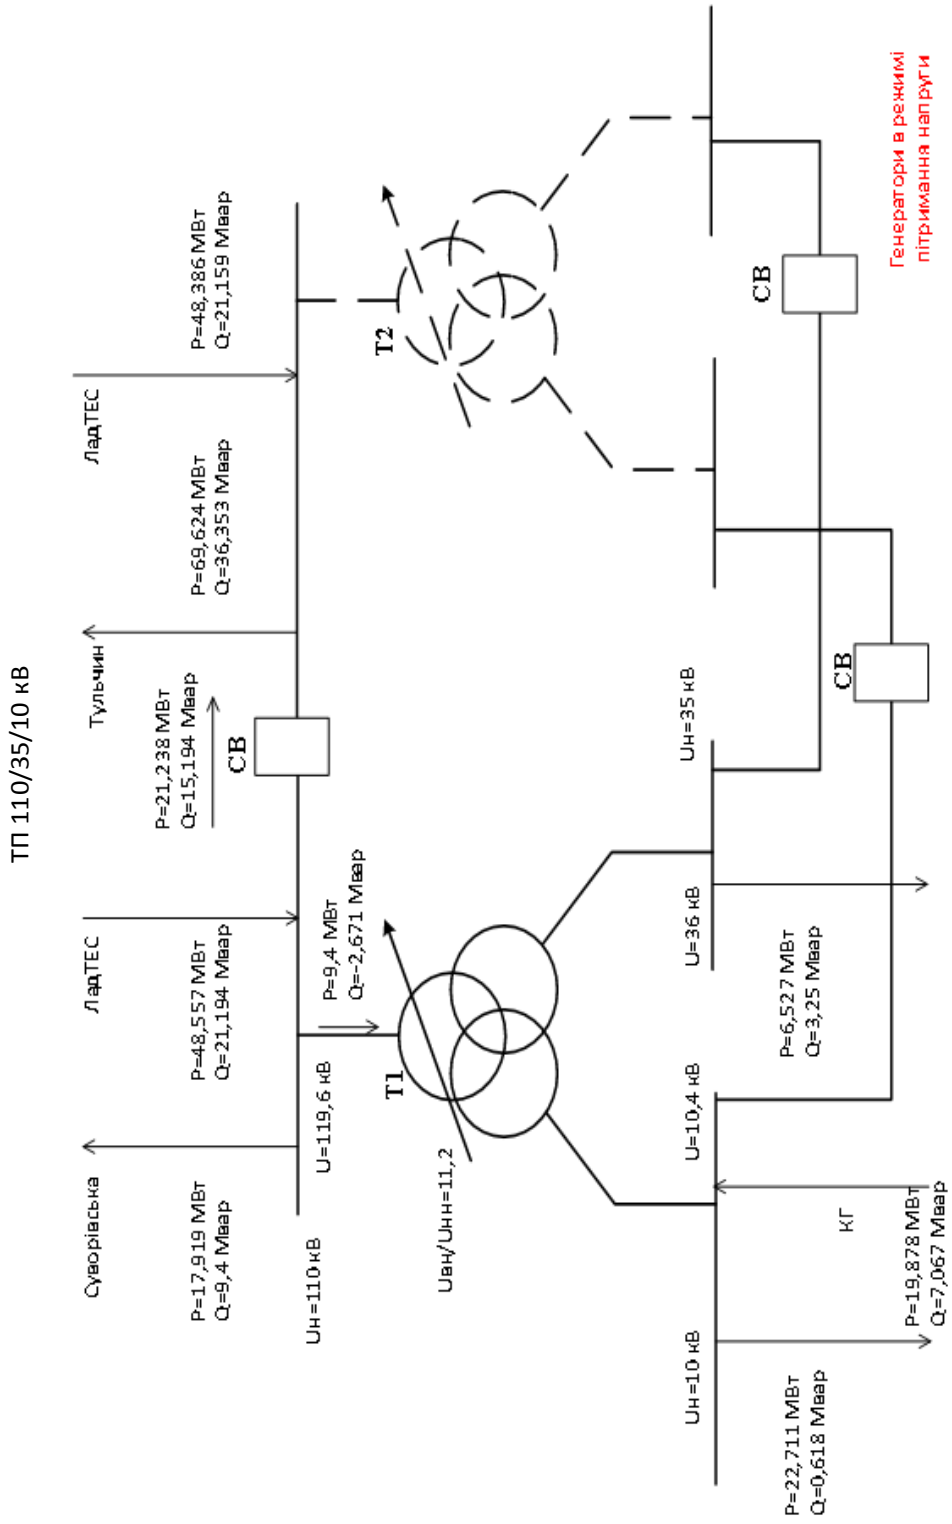 ТП 110/35/10 кВ
Суворівська
P=17,919 МВт
Q=9,4 Мвар
ЛадТЕС
P=48,557 МВт
Q=21,194 Мвар
P=21,238 МВт
Q=15,194 Мвар
СВ
Тульчин
P=69,624 МВт
Q=36,353 Мвар
ЛадТЕС
P=48,386 МВт
Q=21,159 Мвар
Uн=110 кВ
U=119,6 кВ
P=9,4 МВт
Q=-2,671 Мвар
Uвн/Uнн=11,2
Т1
Т2
Uн=10 кВ
U=10,4 кВ
U=36 кВ
Uн=35 кВ
СВ
СВ
P=22,711 МВт
Q=0,618 Мвар
КГ
P=19,878 МВт
Q=7,067 Мвар
P=6,527 МВт
Q=3,25 Мвар
Генератори в режимі
пітримання напруги